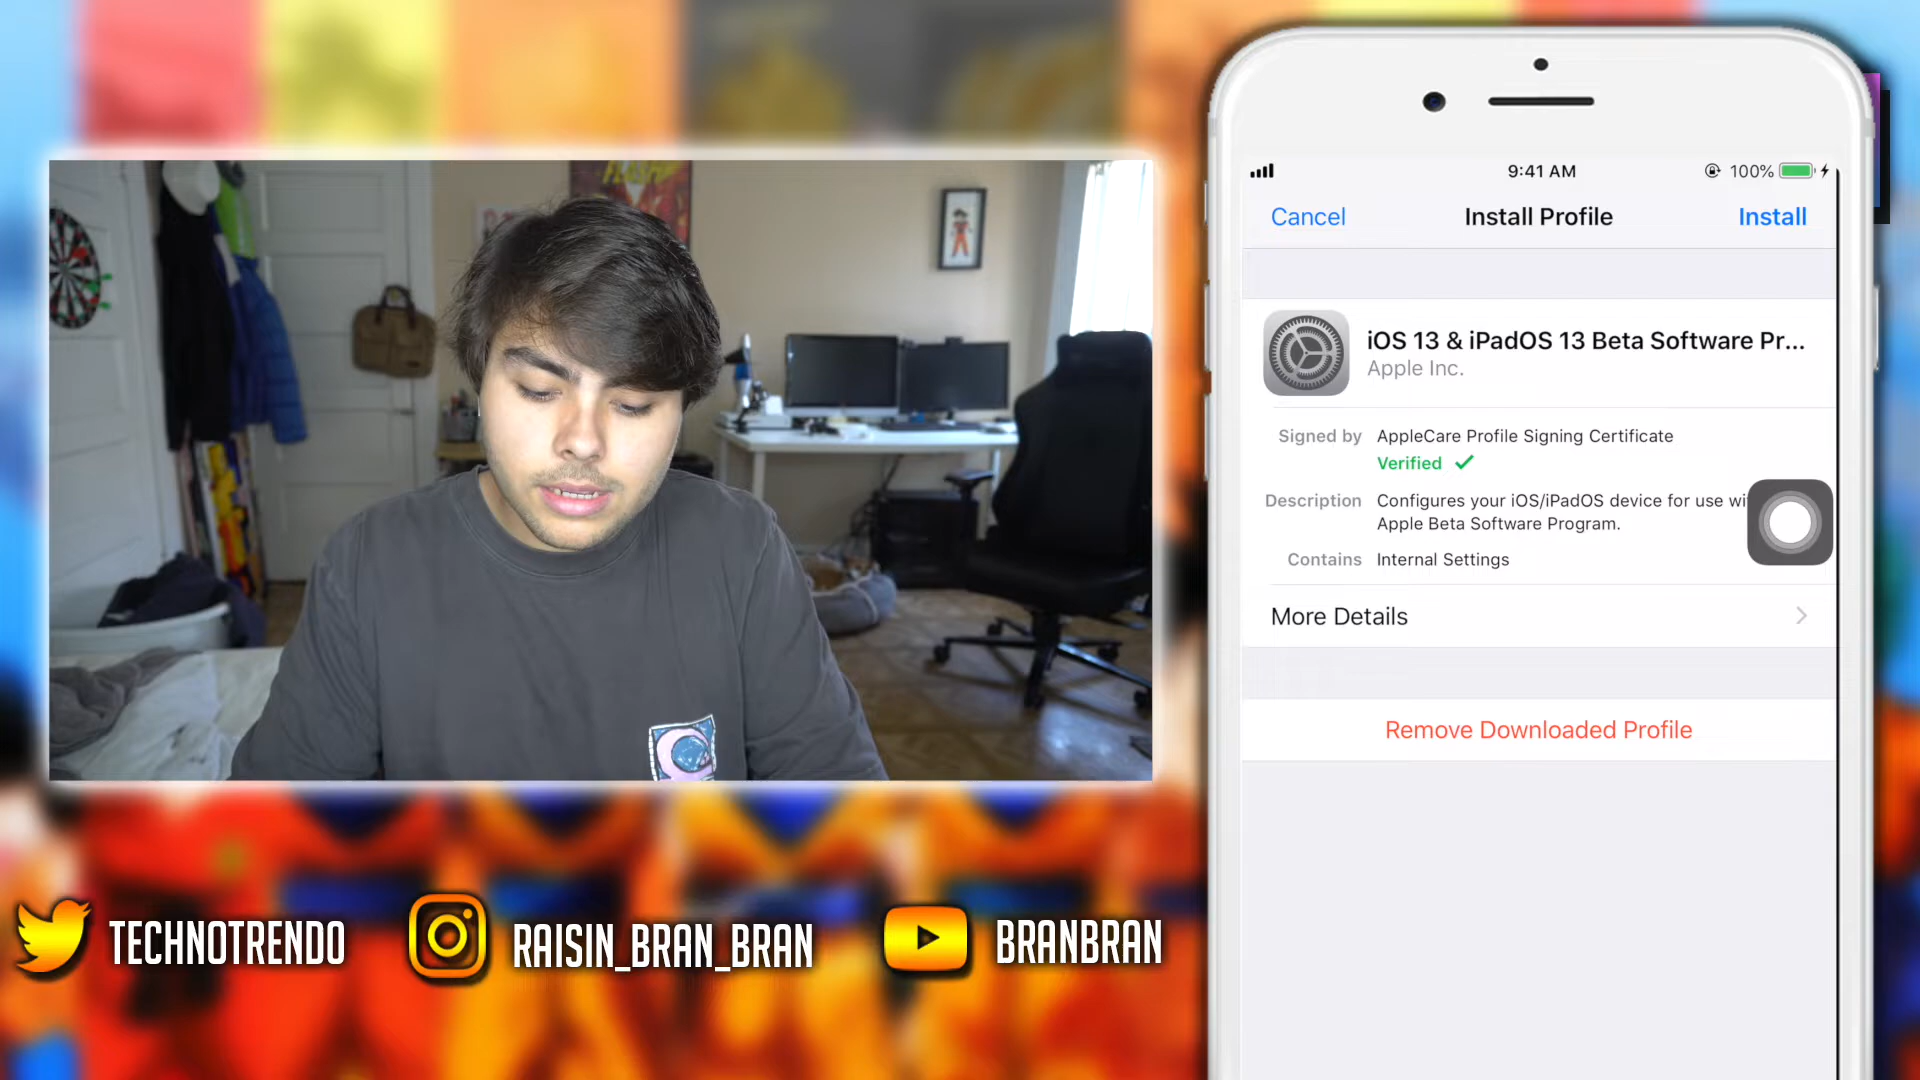 9:41 AM
100%
Cancel
Install Profile
Install
iOS 13 & iPadOS 13 Beta Software Pr...
Apple Inc.
Signed by AppleCare Profile Signing Certificate
Verified
Description Configures your iOS/iPadOS device for use wi
Apple Beta Software Program.
Contains Internal Settings
More Details
Remove Downloaded Profile
TECHNOTRENDO
RAISIN_BRAN_BRAN
BRANBRAN